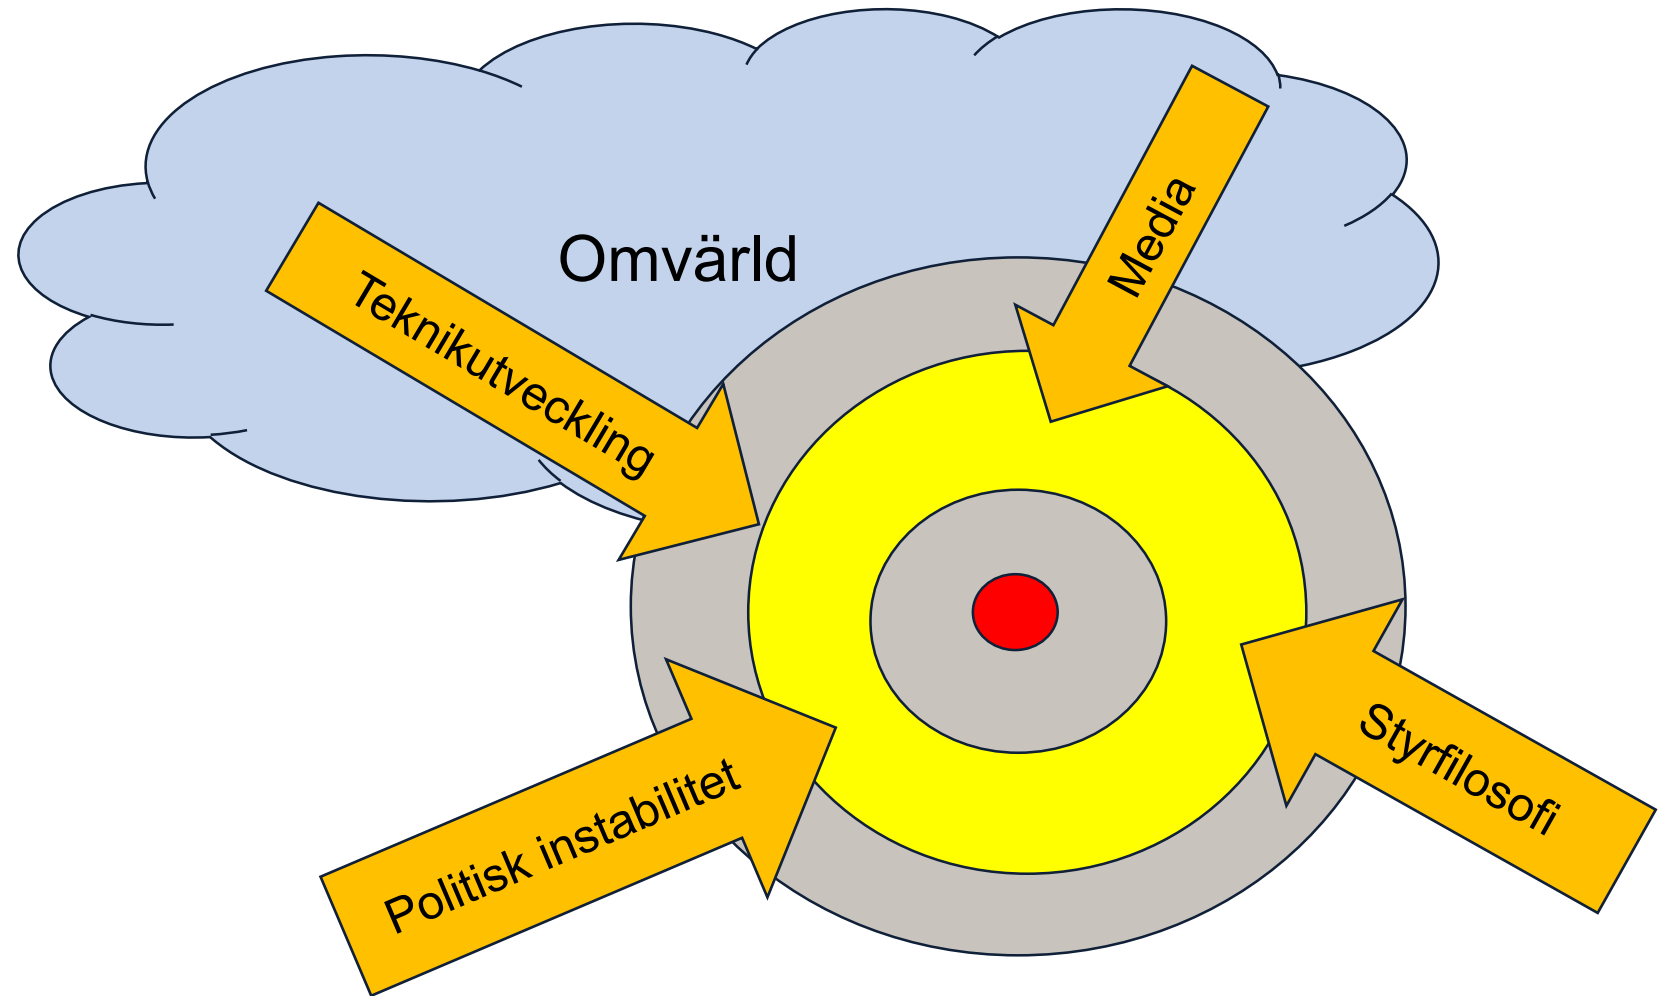 Omvärld
Media
Teknikutveckling
Styrfilosofi
Politisk instabilitet